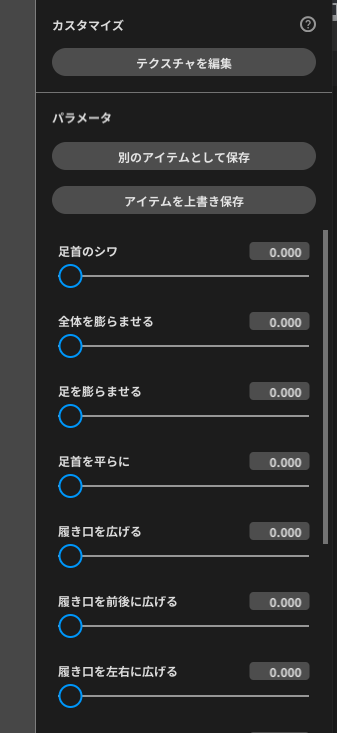 カスタマイズ
?
テクスチャを編集
パラメータ
別のアイテムとして保存
アイテムを上書き保存
足首のシワ 0.000
全体を膨らませる 0.000
足を膨らませる 0.000
足首を平らに 0.000
履き口を広げる 0.000
履き口を前後に広げる 0.000
履き口を左右に広げる 0.000